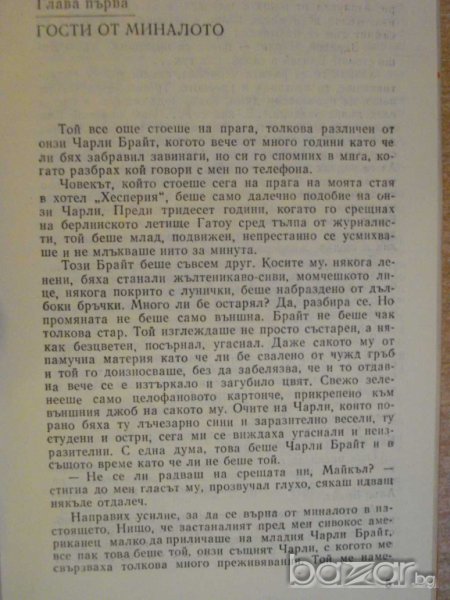 Глава първа
ГОСТИ ОТ МИНАЛОТО
Той все още стоеше на прага, толкова различен от
онзи Чарли Брайт, когото вече от много години като че
ли бях забравил завинаги, но си го спомних в мига, ко-
гато разбрах кой говори с мен по телефона.
Човекът, който стоеше сега на прага на моята стая
в хотел „Хесперия", беше само далечно подобие на он-
зи Чарли. Преди тридесет години, когато го срещнах
на берлинското летище Гатоу сред тълпа от журналис-
ти, той беше млад, подвижен, непрестанно се усмихва-
ше и не млъкваше нито за минута.
Този Брайт беше съвсем друг. Косите му, някога ле-
нени, бяха станали жълтеникаво-сиви, момчешкото ли-
це, някога покрито с лунички, беше набраздено от дъл-
боки бръчки. Много ли бе остарял? Да, разбира се. Но
промяната не беше само външна. Брайт не беше чак
толкова стар. Той изглеждаше не просто състарен, а ня-
как безцветен, посърнал, угаснал. Даже сакото му от
памучна материя като че ли бе свалено от чужд гръб
и той го доизносваше, без да забелязва, че и то отдав-
на вече се е изтъркало и загубило цвят. Свежо зеле-
нееше само целофановото картонче, прикрепено към
външния джоб на сакото му. Очите на Чарли, които по
рано бяха ту лъчезарно сини и заразително весели, ту
студени и остри, сега ми се виждаха угаснали и неиз-
разителни. С една дума, това беше Чарли Брайт и в
същото време като че ли не беше той.
— Не се ли радваш на срещата ни, Майкъл? —
стигна до мен гласът му, прозвучал глухо, сякаш идваш
някъде отдалеч.
Направих усилие, за да се върна от миналото в на-
стоящето. Нищо, че застаналият пред мен сивокос аме-
риканец малко да приличаше на младия Чарли Брайт,
все пак това беше той, онзи същият Чарли, с когото ме
свързваха толкова много преживявания. Той, ме наме-
bazar.bg